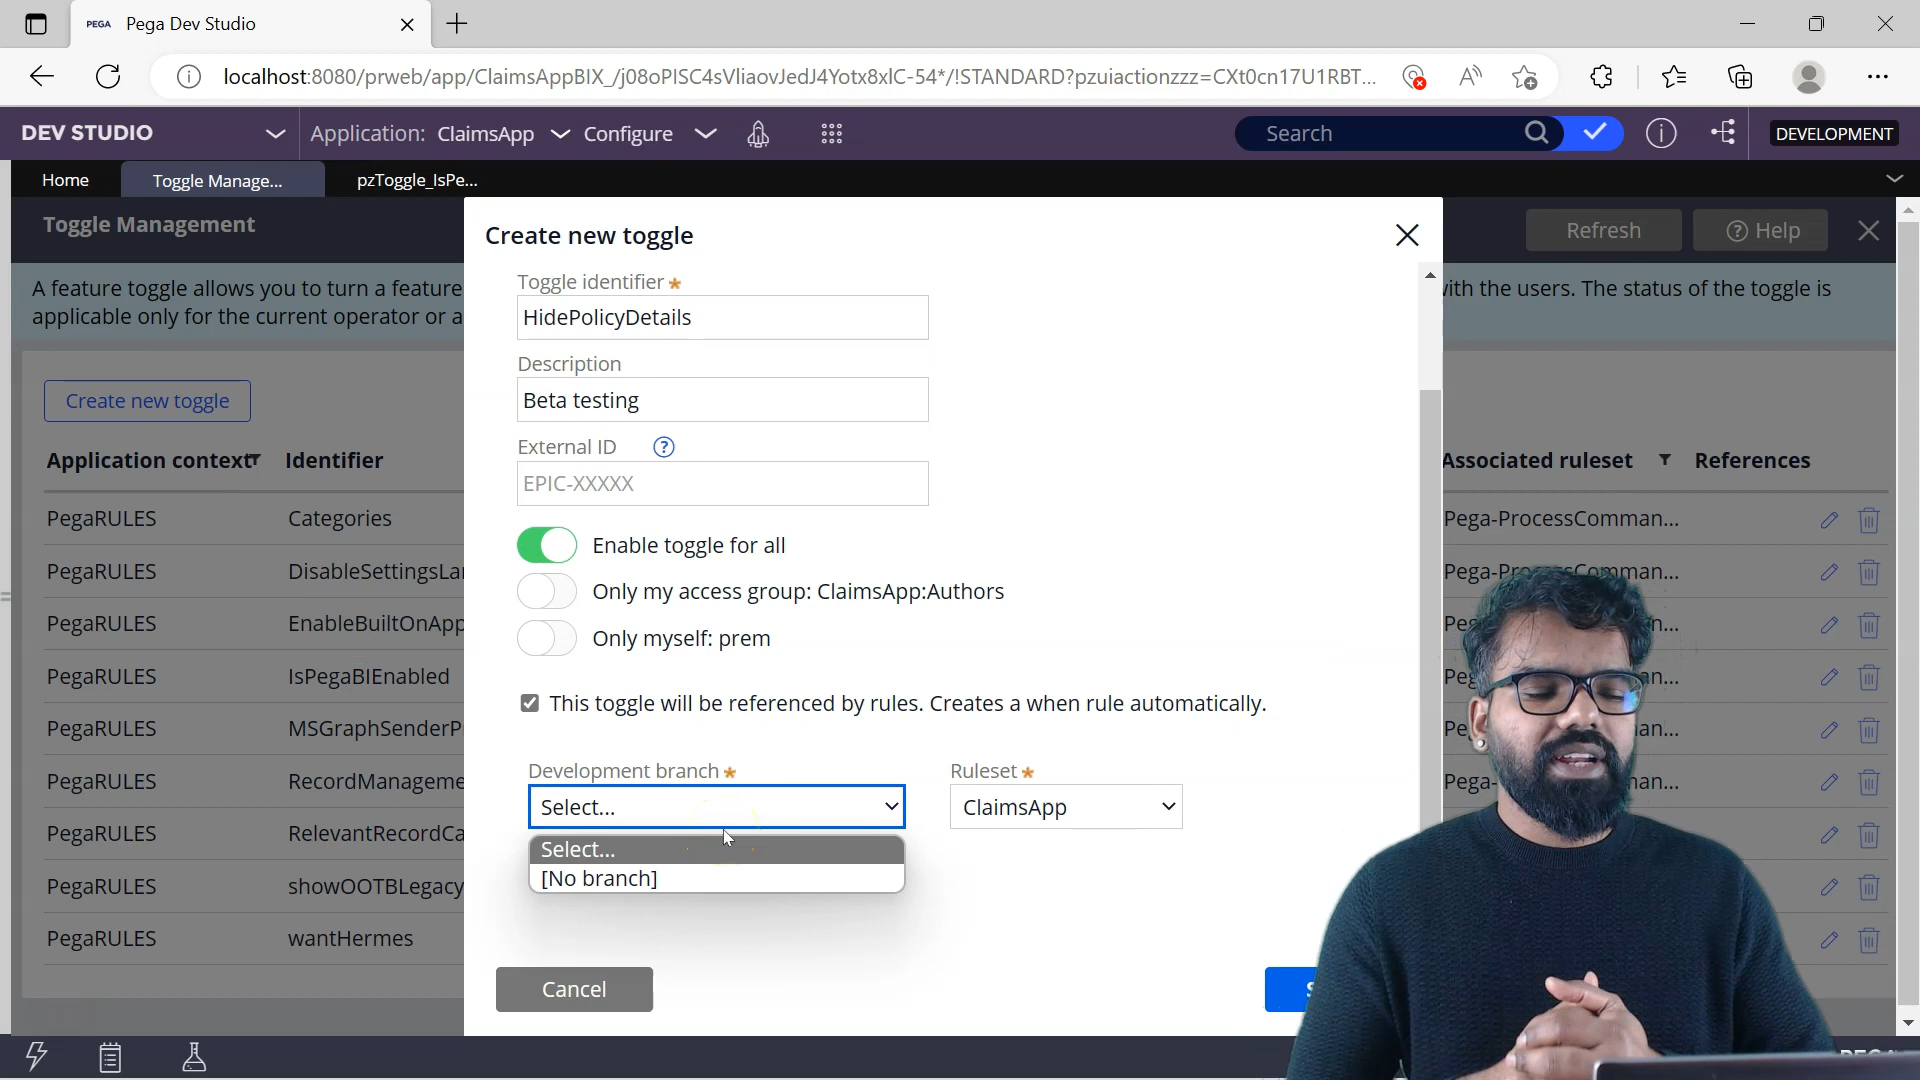 PEGA Pega Dev Studio
localhost:8080/prweb/app/ClaimsAppBIX_/j08oPISC4sVliaovJedJ4Yotx8xlC-54*/!STANDARD?pzuiactionzzz=CXt0cn17U1RBT...
DEV STUDIO Application: ClaimsApp Configure Search DEVELOPMENT
Home Toggle Manage... pzToggle_IsPe...
Toggle Management
Refresh Help
A feature toggle allows you to turn a feature
with the users. The status of the toggle is
applicable only for the current operator or a
Create new toggle
Application context Identifier
Associated ruleset References
PegaRULES Categories
Pega-ProcessComman...
PegaRULES DisableSettingsLa
Pega-ProcessComman...
PegaRULES EnableBuiltOnApp
PegaRULES IsPegaBIEnabled
PegaRULES MSGraphSenderP
PegaRULES RecordManageme
PegaRULES RelevantRecordCa
PegaRULES showOOTBLegacy
PegaRULES wantHermes
Create new toggle
Toggle identifier *
HidePolicyDetails
Description
Beta testing
External ID ?
EPIC-XXXXX
Enable toggle for all
Only my access group: ClaimsApp:Authors
Only myself: prem
This toggle will be referenced by rules. Creates a when rule automatically.
Development branch * Ruleset *
Select... ClaimsApp
Select...
[No branch]
Cancel